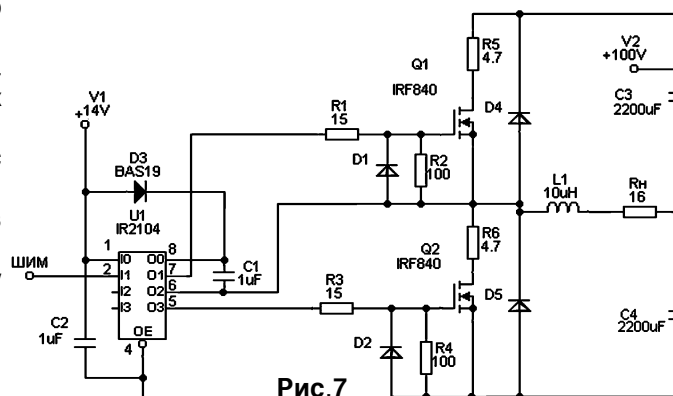 V1
+14V
D3
BAS19
U1
IR2104
ШИМ
1
2
I0
I1
I2
I3
O0
O1
O2
O3
OE
8
7
6
5
4
C1
1uF
C2
1uF
R1
15
D1
R2
100
Q1
IRF840
R5
4.7
D4
V2
+100V
C3
2200uF
L1
10uH
Rн
16
R6
4.7
Q2
IRF840
D5
R3
15
D2
R4
100
C4
2200uF
Рис.7